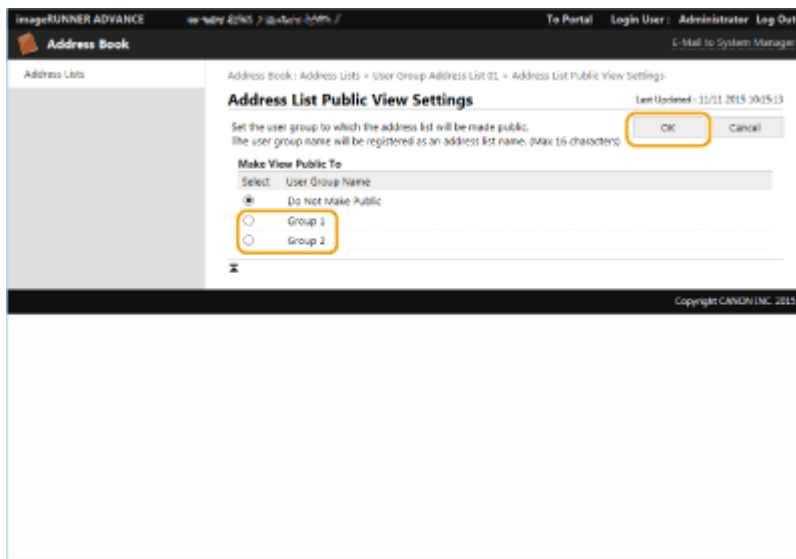 imageRUNNER ADVANCE To Portal Login User : Administrator Log Out
Address Book E-Mail to System Manager
Address Lists
Address Book : Address Lists > User Group Address List 01 > Address List Public View Settings
Address List Public View Settings Last Updated : 11/11 2015 10:15:13
Set the user group to which the address list will be made public.
The user group name will be registered as an address list name. (Max 16 characters)
OK Cancel
Make View Public To
Select User Group Name
Do Not Make Public
Group 1
Group 2
Copyright CANON INC. 2015